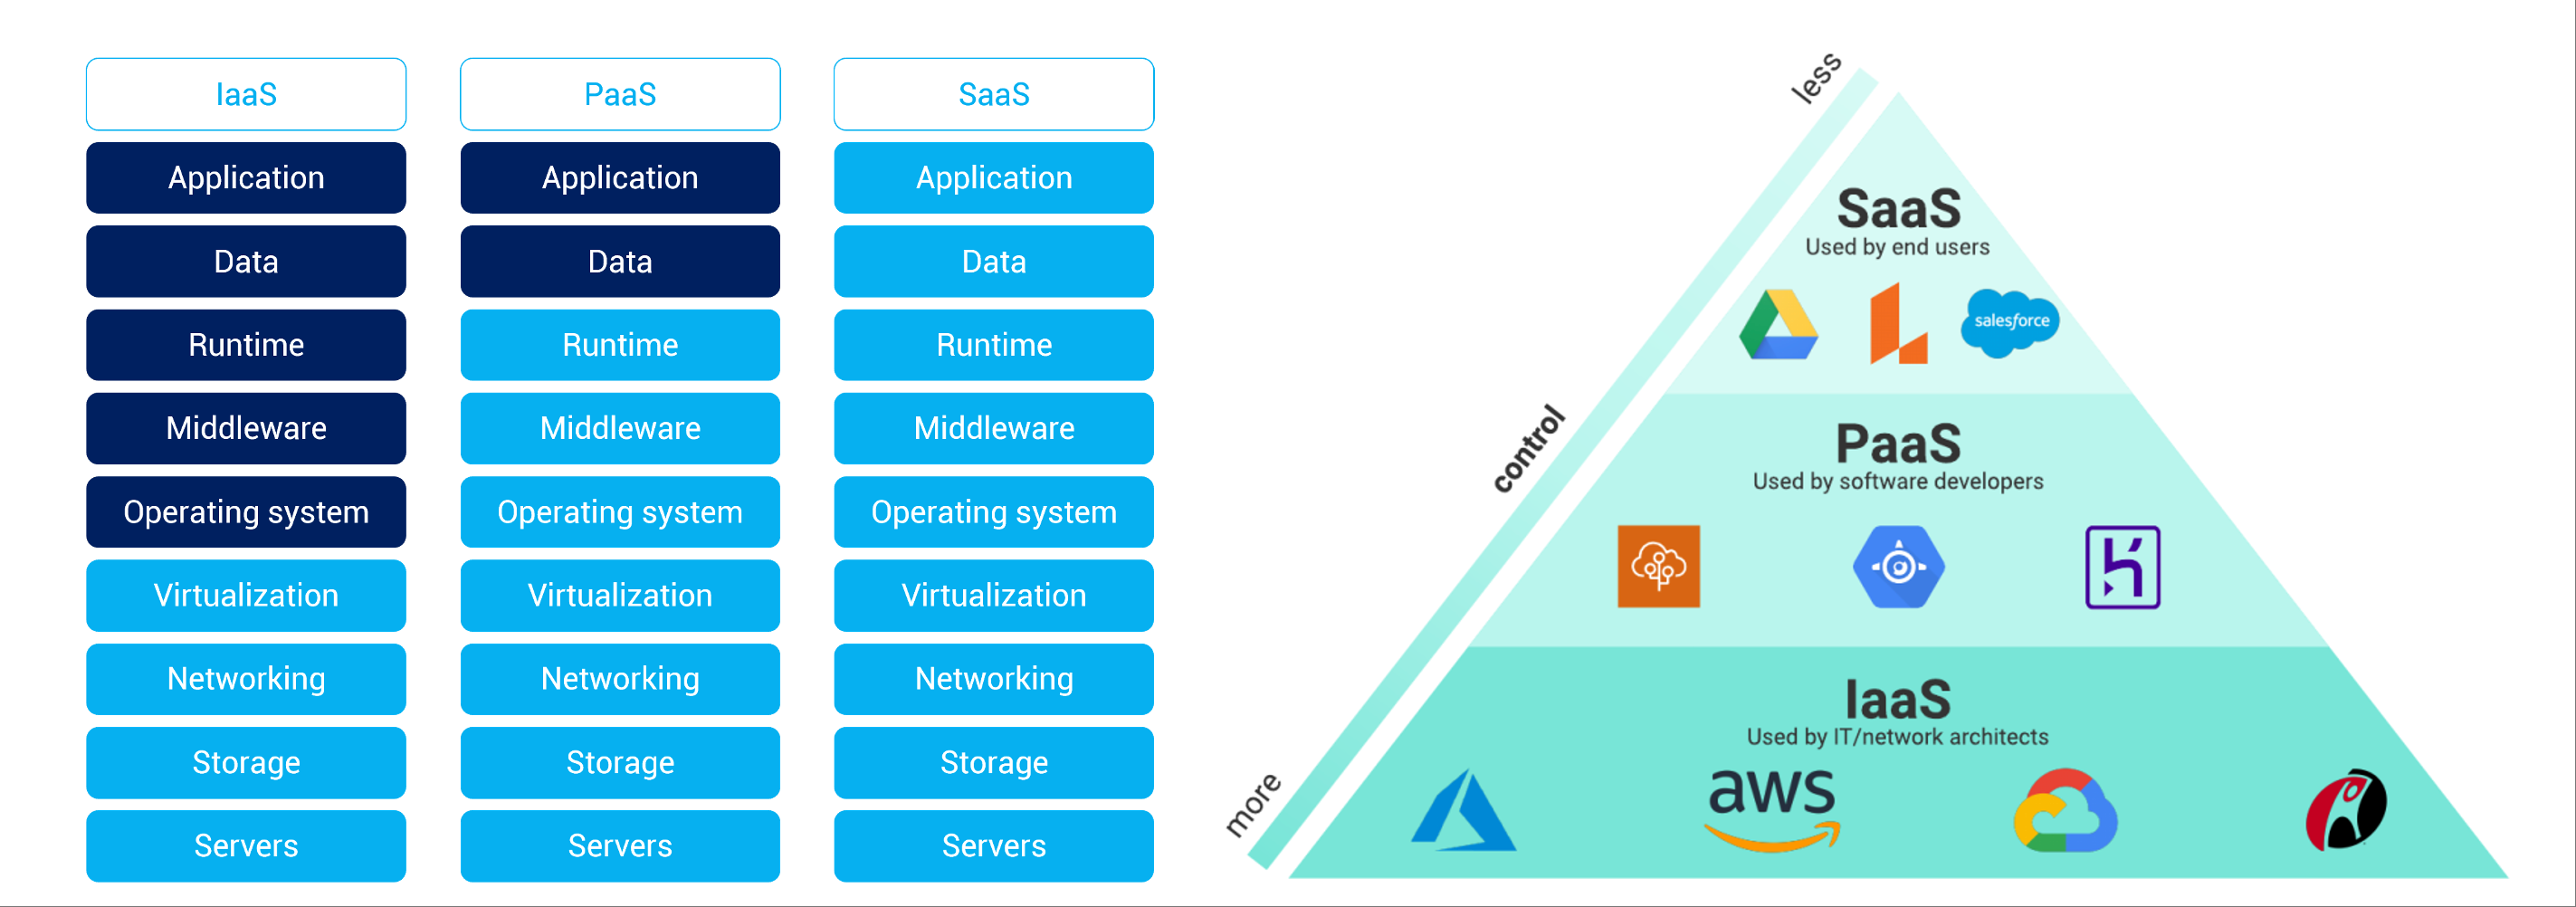 IaaS
Application
Data
Runtime
Middleware
Operating system
Virtualization
Networking
Storage
Servers
PaaS
Application
Data
Runtime
Middleware
Operating system
Virtualization
Networking
Storage
Servers
SaaS
Application
Data
Runtime
Middleware
Operating system
Virtualization
Networking
Storage
Servers
less
control
more
SaaS
Used by end users
salesforce
PaaS
Used by software developers
IaaS
Used by IT/network architects
aws